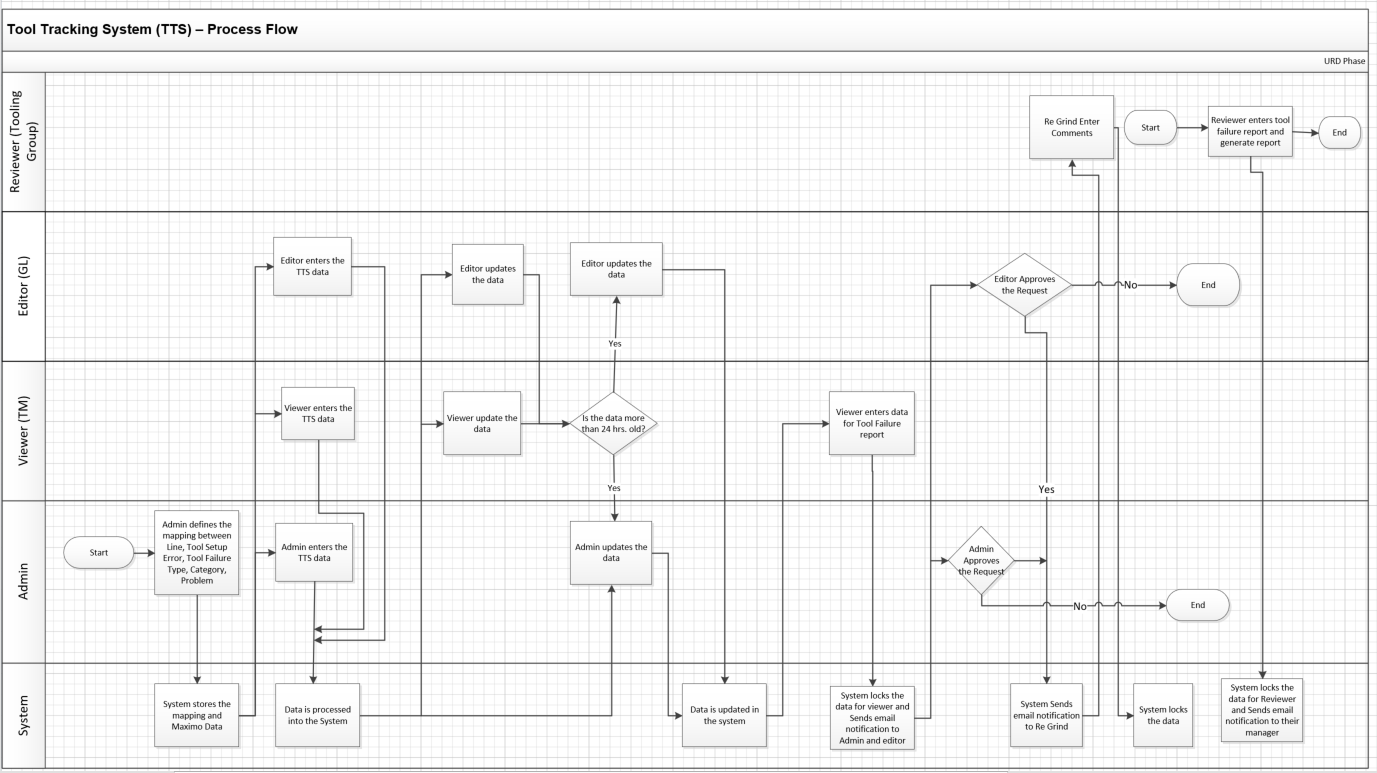 Tool Tracking System (TTS) – Process Flow
URD Phase
Reviewer (Tooling
Group)
Re Grind Enter
Comments
Start
Reviewer enters tool
failure report and
generate report
End
Editor (GL)
Editor enters the
TTS data
Editor updates
the data
Editor updates the
data
Editor Approves
the Request
No
End
Yes
Viewer (TM)
Viewer enters the
TTS data
Viewer update the
data
Is the data more
than 24 hrs. old?
Viewer enters data
for Tool Failure
report
Yes
Yes
Admin
Start
Admin defines the
mapping between
Line, Tool Setup
Error, Tool Failure
Type, Category,
Problem
Admin enters the
TTS data
Admin updates the
data
Admin
Approves
the Request
No
End
System
System stores the
mapping and
Maximo Data
Data is processed
into the System
Data is updated in
the system
System locks the
data for viewer and
Sends email
notification to
Admin and editor
System Sends
email notification
to Re Grind
System locks
the data
System locks the
data for Reviewer
and Sends email
notification to their
manager